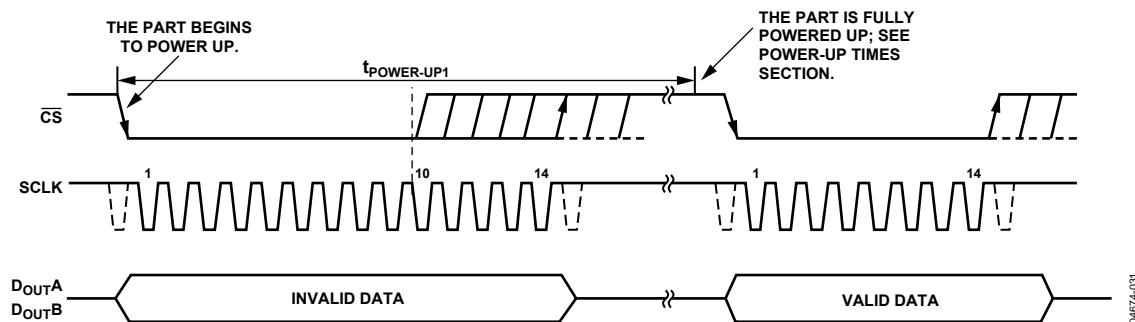 THE PART BEGINS
TO POWER UP.
THE PART IS FULLY
POWERED UP; SEE
POWER-UP TIMES
SECTION.
tPOWER-UP1
CS
SCLK
1
10
14
1
14
DOUTA
DOUTB
INVALID DATA
VALID DATA
04674-031